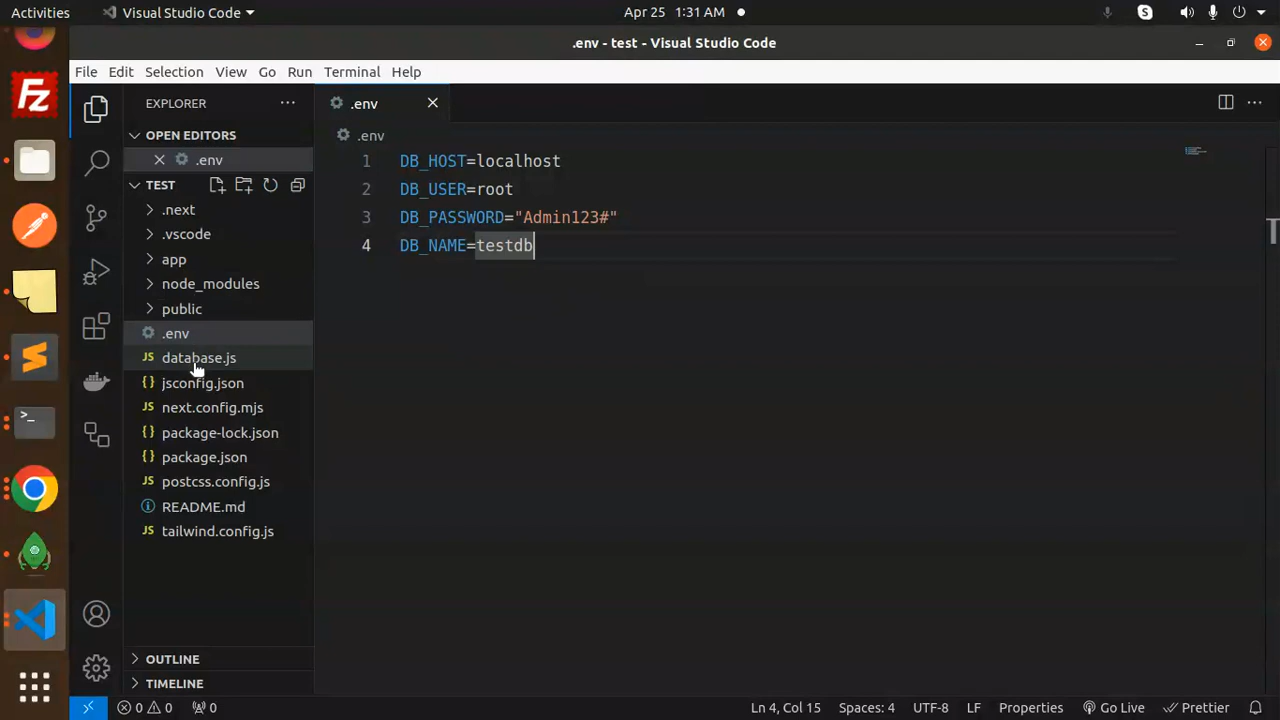 Activities Visual Studio Code Apr 25 1:31 AM
.env - test - Visual Studio Code
File Edit Selection View Go Run Terminal Help
EXPLORER
.env
OPEN EDITORS
.env
.env
TEST
.next
.vscode
app
node_modules
public
.env
database.js
jsconfig.json
next.config.mjs
package-lock.json
package.json
postcss.config.js
README.md
tailwind.config.js
OUTLINE
TIMELINE
1 DB_HOST=localhost
2 DB_USER=root
3 DB_PASSWORD="Admin123#"
4 DB_NAME=testdb
0 0 0 Ln 4, Col 15 Spaces: 4 UTF-8 LF Properties Go Live Prettier